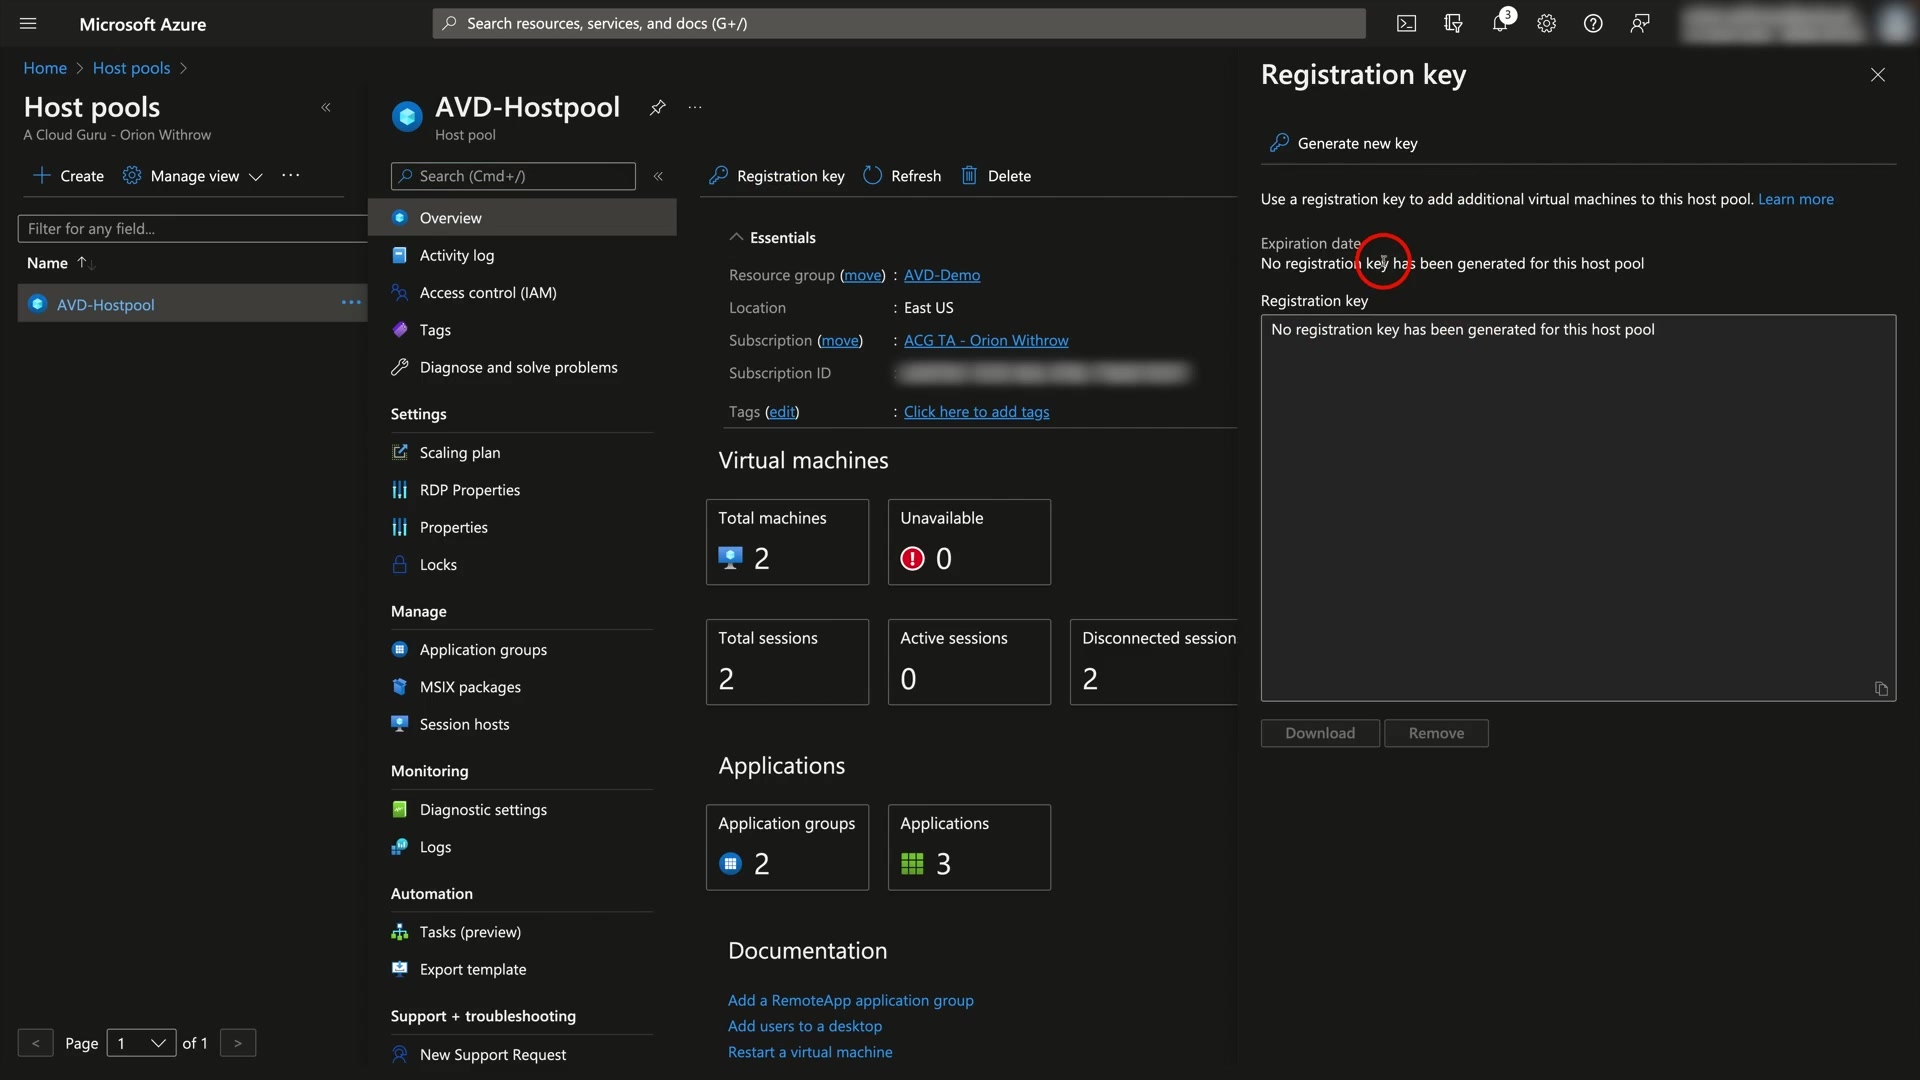 Microsoft Azure
Search resources, services, and docs (G+/)
3
Home > Host pools >
Host pools
A Cloud Guru - Orion Withrow
Create
Manage view
Filter for any field...
Name
AVD-Hostpool
< Page 1 of 1 >
AVD-Hostpool
Host pool
Search (Cmd+/)
Overview
Activity log
Access control (IAM)
Tags
Diagnose and solve problems
Settings
Scaling plan
RDP Properties
Properties
Locks
Manage
Application groups
MSIX packages
Session hosts
Monitoring
Diagnostic settings
Logs
Automation
Tasks (preview)
Export template
Support + troubleshooting
New Support Request
Registration key
Refresh
Delete
Essentials
Resource group (move) : AVD-Demo
Location : East US
Subscription (move) : ACG TA - Orion Withrow
Subscription ID :
Tags (edit) : Click here to add tags
Virtual machines
Total machines
2
Unavailable
0
Total sessions
2
Active sessions
0
Disconnected session
2
Applications
Application groups
2
Applications
3
Documentation
Add a RemoteApp application group
Add users to a desktop
Restart a virtual machine
Registration key
Generate new key
Use a registration key to add additional virtual machines to this host pool. Learn more
Expiration date
No registration key has been generated for this host pool
Registration key
No registration key has been generated for this host pool
Download
Remove